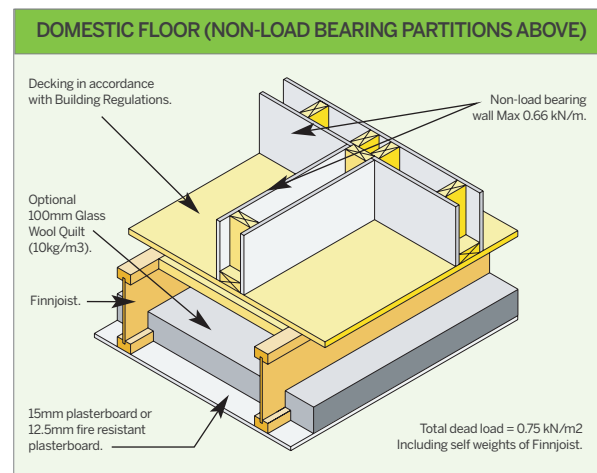 DOMESTIC FLOOR (NON-LOAD BEARING PARTITIONS ABOVE)
Decking in accordance
with Building Regulations.
Non-load bearing
wall Max 0.66 kN/m.
Optional
100mm Glass
Wool Quilt
(10kg/m3).
Finnjoist.
15mm plasterboard or
12.5mm fire resistant
plasterboard.
Total dead load = 0.75 kN/m2
Including self weights of Finnjoist.